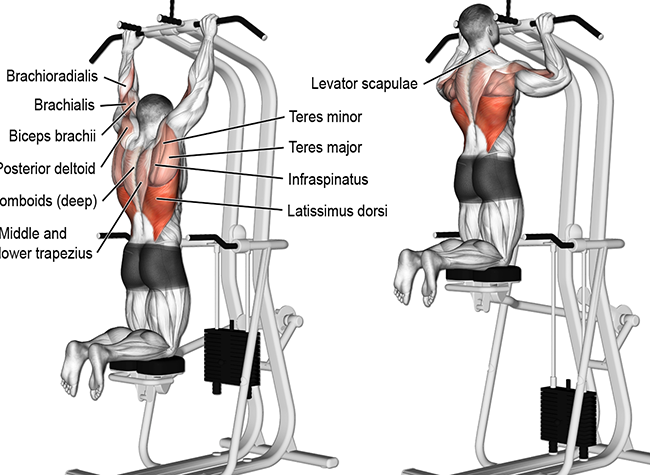 Brachioradialis
Brachialis
Biceps brachii
Posterior deltoid
omboids (deep)
Middle and
lower trapezius
Teres minor
Teres major
Infraspinatus
Latissimus dorsi
Levator scapulae